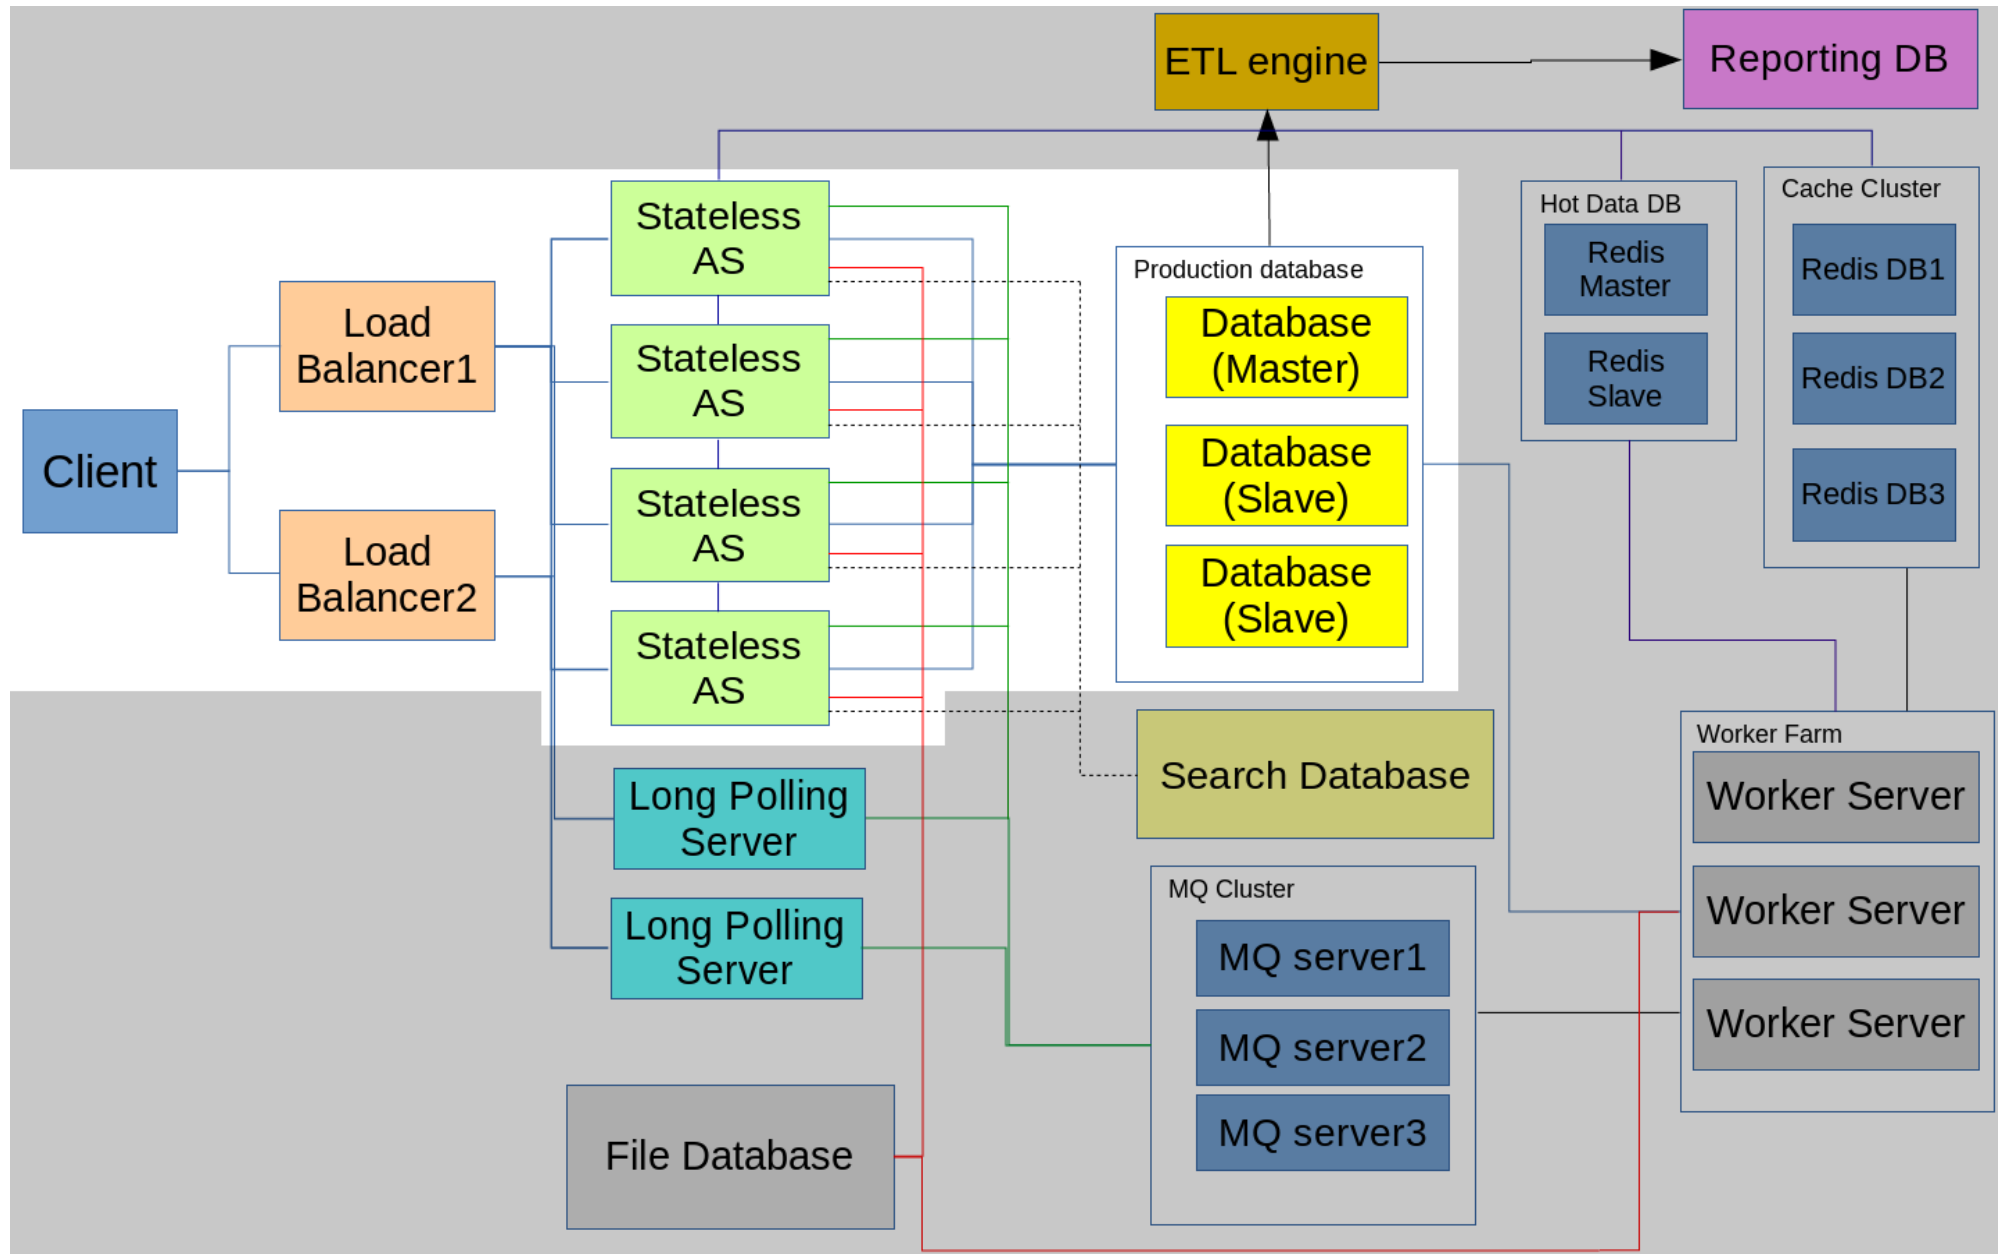 ETL engine
Reporting DB
Stateless
AS
Stateless
AS
Stateless
AS
Stateless
AS
Load
Balancer1
Load
Balancer2
Client
Production database
Database
(Master)
Database
(Slave)
Database
(Slave)
Hot Data DB
Redis
Master
Redis
Slave
Cache Cluster
Redis DB1
Redis DB2
Redis DB3
Search Database
Long Polling
Server
Long Polling
Server
MQ Cluster
MQ server1
MQ server2
MQ server3
Worker Farm
Worker Server
Worker Server
Worker Server
File Database